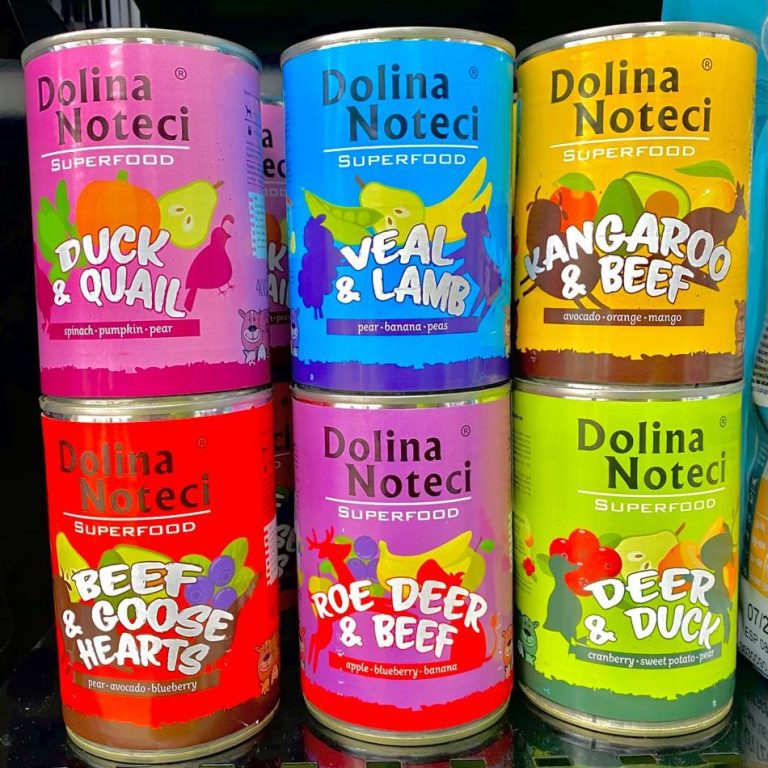 Dolina ®
Noteci
SUPERFOOD
DUCK
& QUAIL
spinach • pumpkin • pear
Dolina ®
Noteci
SUPERFOOD
VEAL
& LAMB
pear • banana • peas
Dolina ®
Noteci
SUPERFOOD
KANGAROO
& BEEF
avocado • orange • mango
Dolina ®
Noteci
SUPERFOOD
BEEF
& GOOSE
HEARTS
pear • avocado • blueberry
Dolina ®
Noteci
SUPERFOOD
ROE DEER
& BEEF
apple • blueberry • banana
Dolina ®
Noteci
SUPERFOOD
DEER
& DUCK
cranberry • sweet potato • pear